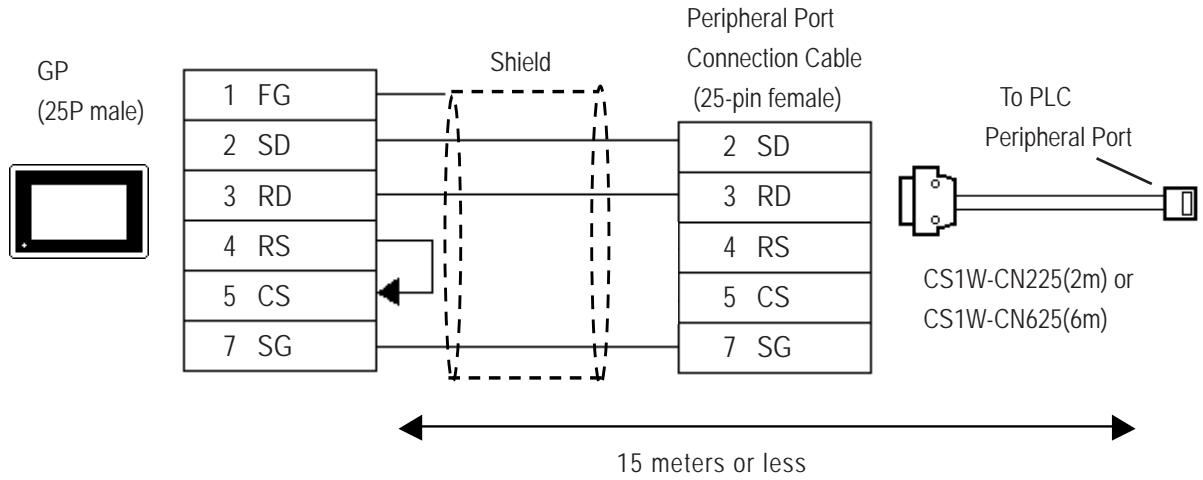 GP
(25P male)
1 FG
2 SD
3 RD
4 RS
5 CS
7 SG
Shield
Peripheral Port
Connection Cable
(25-pin female)
2 SD
3 RD
4 RS
5 CS
7 SG
To PLC
Peripheral Port
CS1W-CN225(2m) or
CS1W-CN625(6m)
15 meters or less